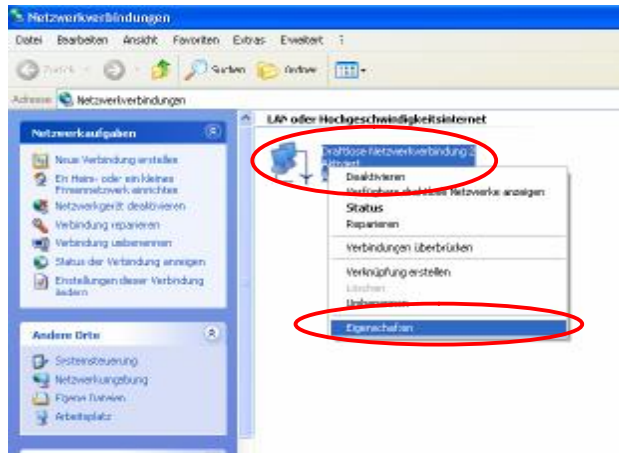 Netzwerkverbindungen
Datei Bearbeiten Ansicht Favoriten Extras Erweitert ?
Zurück Suchen Ordner
Adresse Netzwerkverbindungen
LAN oder Hochgeschwindigkeitsinternet
Drahtlose Netzwerkverbindung 2
Aktiviert
Deaktivieren
Verfügbare drahtlose Netzwerke anzeigen
Status
Reparieren
Verbindungen überbrücken
Verknüpfung erstellen
Löschen
Umbenennen
Eigenschaften
Netzwerkaufgaben
Neue Verbindung erstellen
Ein Heim- oder ein kleines
Firmennetzwerk einrichten
Netzwerkgerät deaktivieren
Verbindung reparieren
Verbindung umbenennen
Status der Verbindung anzeigen
Einstellungen dieser Verbindung
ändern
Andere Orte
Systemsteuerung
Netzwerkumgebung
Eigene Dateien
Arbeitsplatz